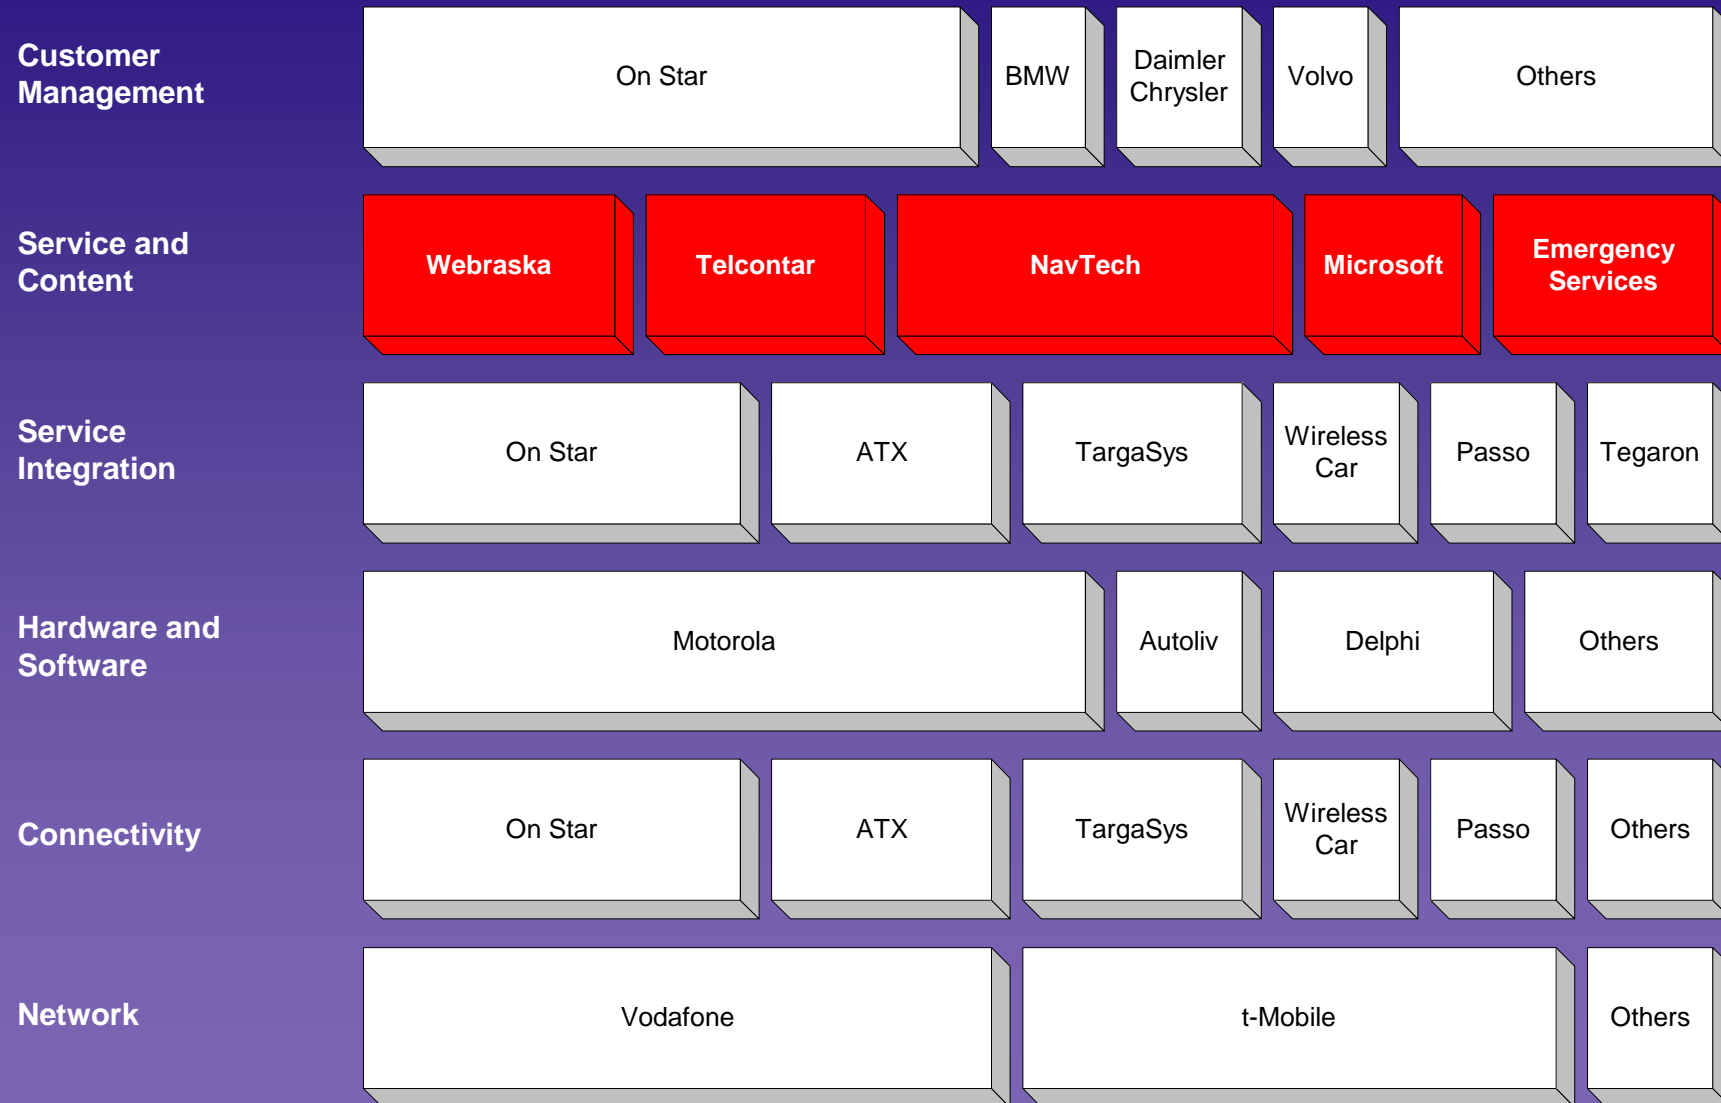 Customer
Management
On Star
BMW
Daimler
Chrysler
Volvo
Others
Service and
Content
Webraska
Telcontar
NavTech
Microsoft
Emergency
Services
Service
Integration
On Star
ATX
TargaSys
Wireless
Car
Passo
Tegaron
Hardware and
Software
Motorola
Autoliv
Delphi
Others
Connectivity
On Star
ATX
TargaSys
Wireless
Car
Passo
Others
Network
Vodafone
t-Mobile
Others